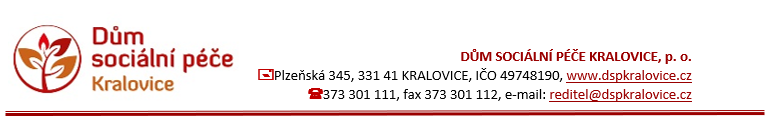 Dům
sociální péče
Kralovice
DŮM SOCIÁLNÍ PÉČE KRALOVICE, p. o.
Plzeňská 345, 331 41 KRALOVICE, IČO 49748190, www.dspkralovice.cz
373 301 111, fax 373 301 112, e-mail: reditel@dspkralovice.cz